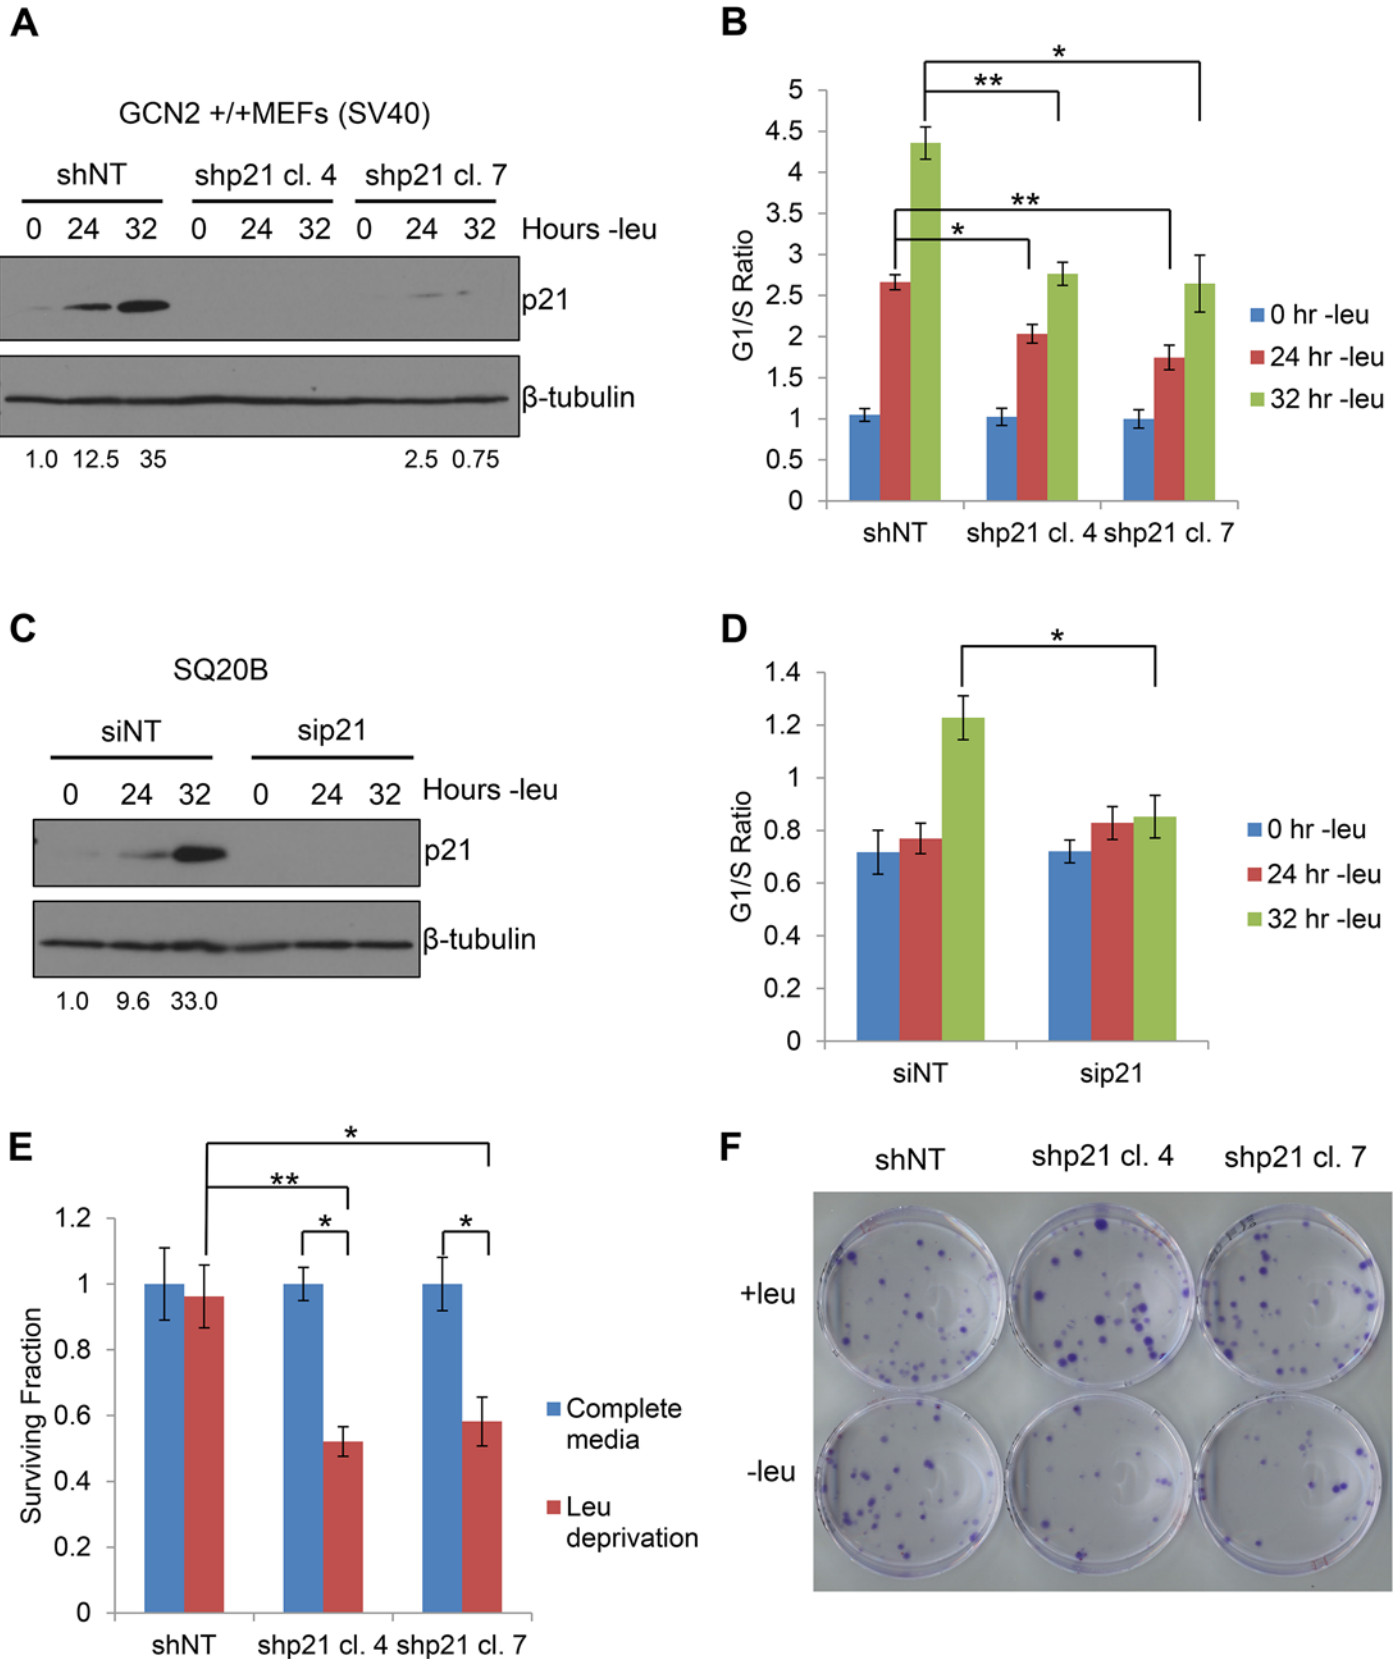 A
GCN2 +/+MEFs (SV40)
shNT shp21 cl. 4 shp21 cl. 7
0 24 32 0 24 32 0 24 32 Hours -leu
p21
β-tubulin
1.0 12.5 35 2.5 0.75
B
* 
**
**
*
5
4.5
4
3.5
3
2.5
2
1.5
1
0.5
0
G1/S Ratio
shNT shp21 cl. 4 shp21 cl. 7
0 hr -leu
24 hr -leu
32 hr -leu
C
SQ20B
siNT sip21
0 24 32 0 24 32 Hours -leu
p21
β-tubulin
1.0 9.6 33.0
D
*
1.4
1.2
1
0.8
0.6
0.4
0.2
0
G1/S Ratio
siNT sip21
0 hr -leu
24 hr -leu
32 hr -leu
E
*
**
* *
1.2
1
0.8
0.6
0.4
0.2
0
Surviving Fraction
shNT shp21 cl. 4 shp21 cl. 7
Complete
media
Leu
deprivation
F
shNT shp21 cl. 4 shp21 cl. 7
+leu
-leu